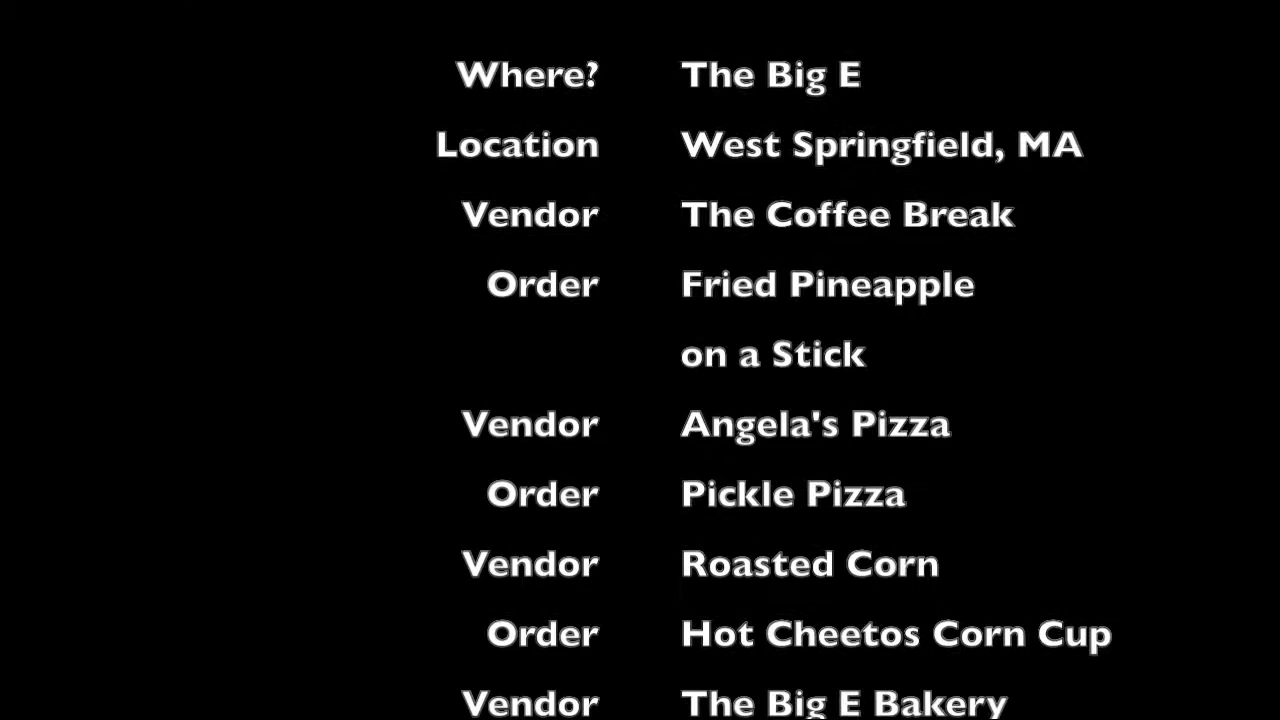 Where? The Big E
Location West Springfield, MA
Vendor The Coffee Break
Order Fried Pineapple
on a Stick
Vendor Angela's Pizza
Order Pickle Pizza
Vendor Roasted Corn
Order Hot Cheetos Corn Cup
Vendor The Big E Bakery